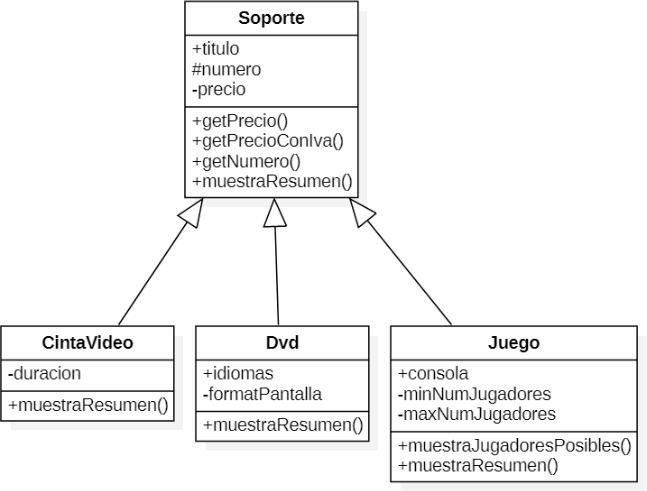 Soporte
+titulo
#numero
-precio
+getPrecio()
+getPrecioConIva()
+getNumero()
+muestraResumen()
CintaVideo
-duracion
+muestraResumen()
Dvd
+idiomas
-formatPantalla
+muestraResumen()
Juego
+consola
-minNumJugadores
-maxNumJugadores
+muestraJugadoresPosibles()
+muestraResumen()